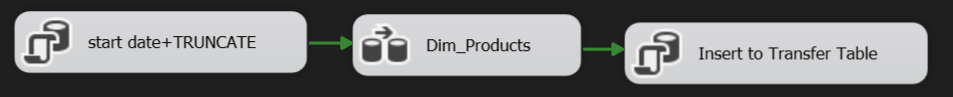 start date+TRUNCATE
Dim_Products
Insert to Transfer Table